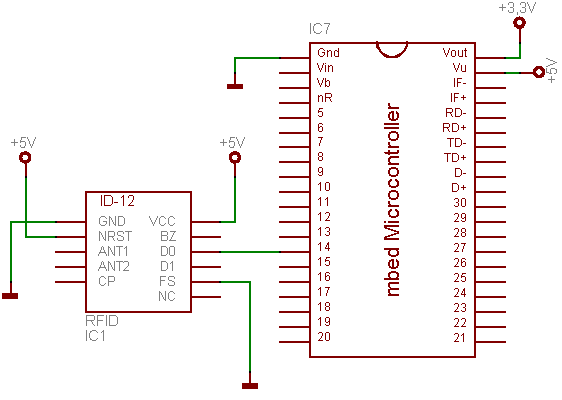 +3,3V
IC7
+5V
Gnd Vout
Vin Vu
Vb IF-
nR IF+
5 RD-
6 RD+
7 TD-
8 TD+
9 D-
10 D+
11 30
12 29
13 28
14 27
15 26
16 25
17 24
18 23
19 22
20 21
mbed Microcontroller
+5V +5V
ID-12
GND VCC
NRST BZ
ANT1 D0
ANT2 D1
CP FS
NC
RFID
IC1